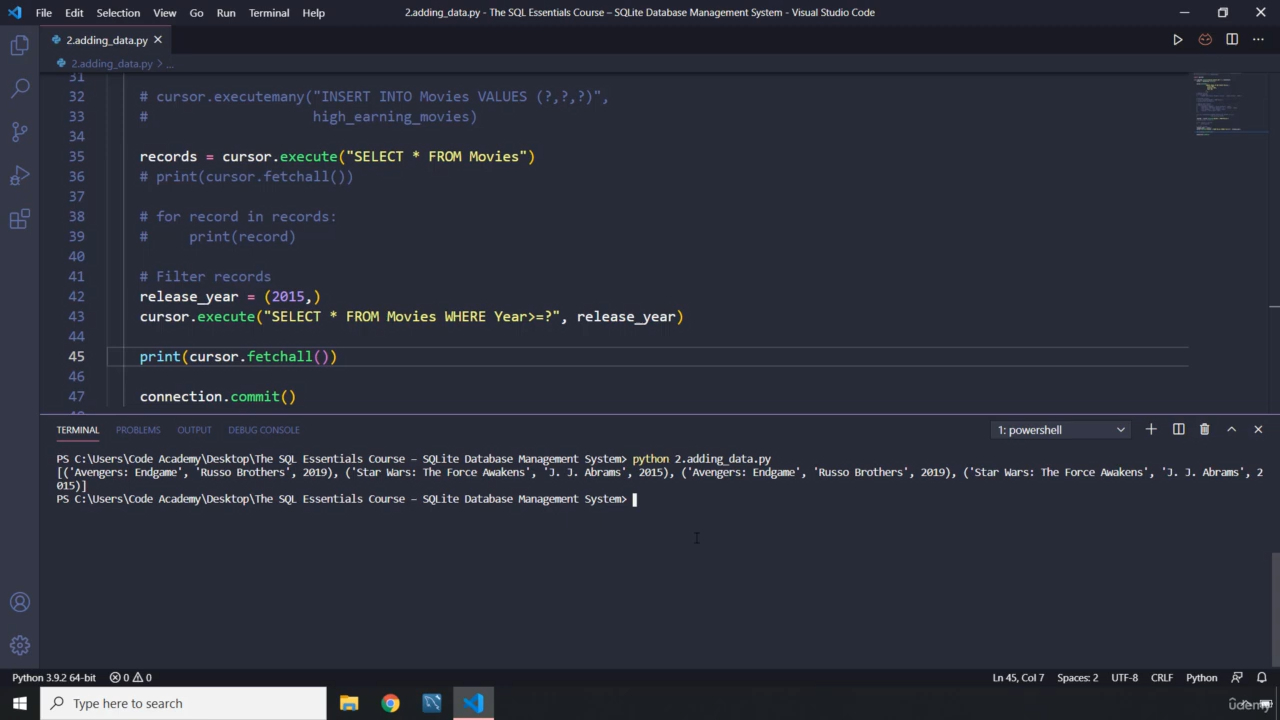 File Edit Selection View Go Run Terminal Help 2.adding_data.py - The SQL Essentials Course – SQLite Database Management System - Visual Studio Code
2.adding_data.py
2.adding_data.py > ...
31
32 # cursor.executemany("INSERT INTO Movies VALUES (?,?,?)",
33 # high_earning_movies)
34
35 records = cursor.execute("SELECT * FROM Movies")
36 # print(cursor.fetchall())
37
38 # for record in records:
39 # print(record)
40
41 # Filter records
42 release_year = (2015,)
43 cursor.execute("SELECT * FROM Movies WHERE Year>=?", release_year)
44
45 print(cursor.fetchall())
46
47 connection.commit()
TERMINAL PROBLEMS OUTPUT DEBUG CONSOLE 1: powershell
PS C:\Users\Code Academy\Desktop\The SQL Essentials Course – SQLite Database Management System> python 2.adding_data.py
[('Avengers: Endgame', 'Russo Brothers', 2019), ('Star Wars: The Force Awakens', 'J. J. Abrams', 2015), ('Avengers: Endgame', 'Russo Brothers', 2019), ('Star Wars: The Force Awakens', 'J. J. Abrams', 2
015)]
PS C:\Users\Code Academy\Desktop\The SQL Essentials Course – SQLite Database Management System>
Python 3.9.2 64-bit 0 0 Ln 45, Col 7 Spaces: 2 UTF-8 CRLF Python
Type here to search udemy